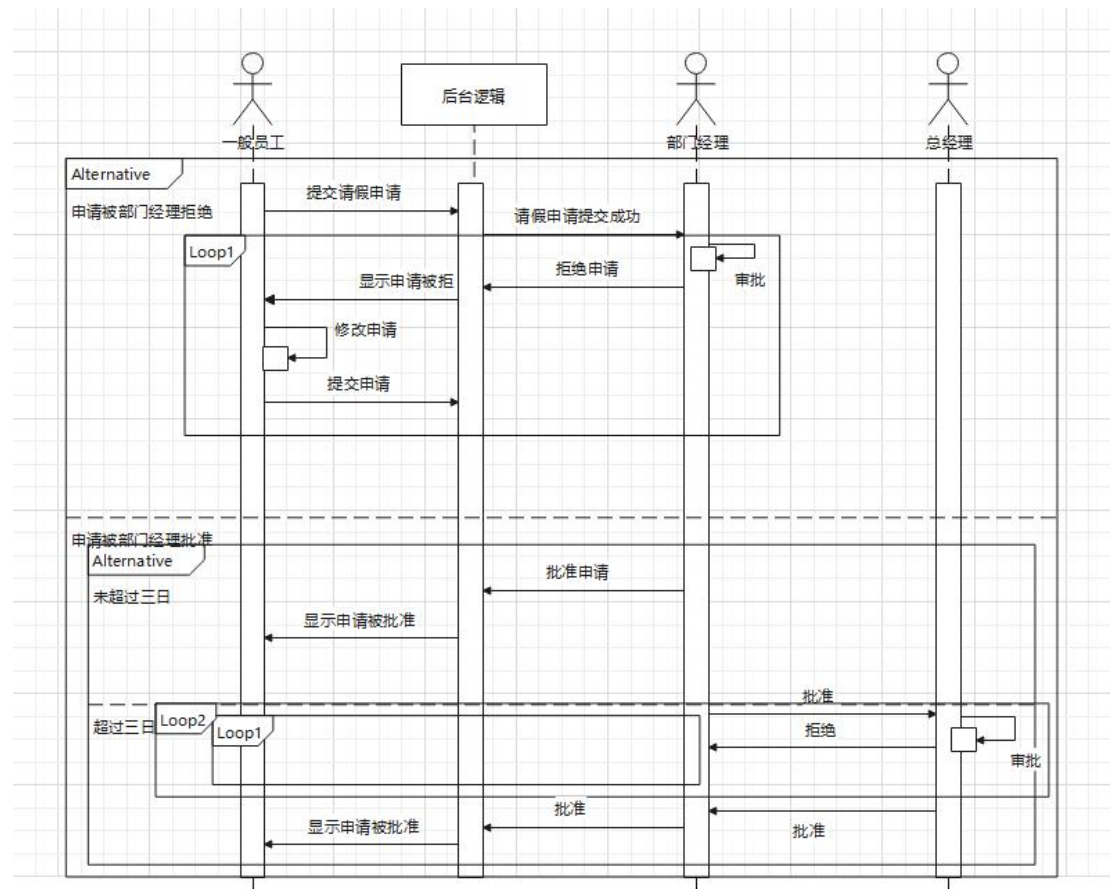 后台逻辑
一般员工
部门经理
总经理
Alternative
申请被部门经理拒绝
提交请假申请
请假申请提交成功
Loop1
拒绝申请
审批
显示申请被拒
修改申请
提交申请
申请被部门经理批准
Alternative
批准申请
未超过三日
显示申请被批准
批准
超过三日
Loop2
Loop1
拒绝
审批
批准
显示申请被批准
批准